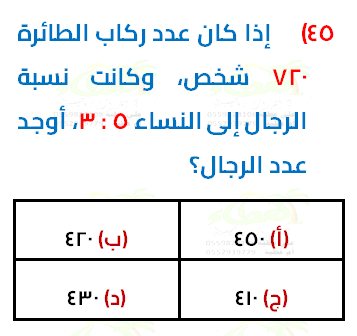 ٤٥) إذا كان عدد ركاب الطائرة
٧٢٠ شخص، وكانت نسبة
الرجال إلى النساء ٥ : ٣، أوجد
عدد الرجال؟
(أ) ٤٥٠ (ب) ٤٢٠
(ج) ٤١٠ (د) ٤٣٠